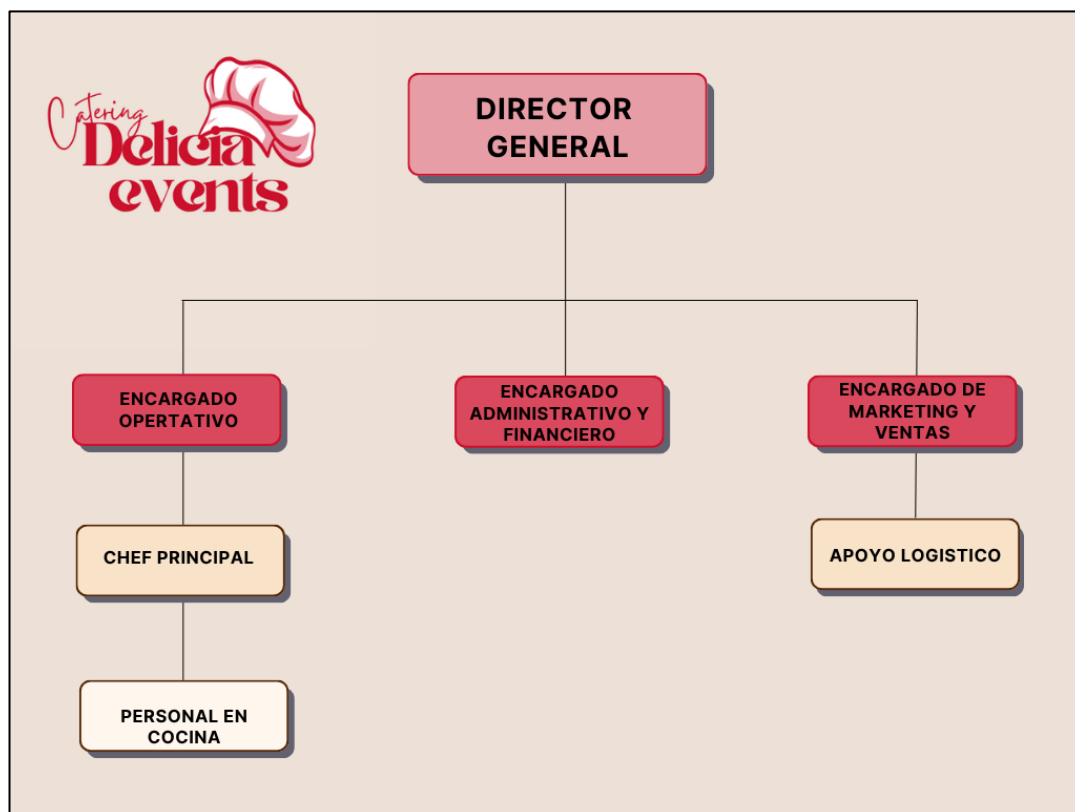 Catering
Delicia
events
DIRECTOR
GENERAL
ENCARGADO
OPERTATIVO
ENCARGADO
ADMINISTRATIVO Y
FINANCIERO
ENCARGADO DE
MARKETING Y
VENTAS
CHEF PRINCIPAL
APOYO LOGISTICO
PERSONAL EN
COCINA